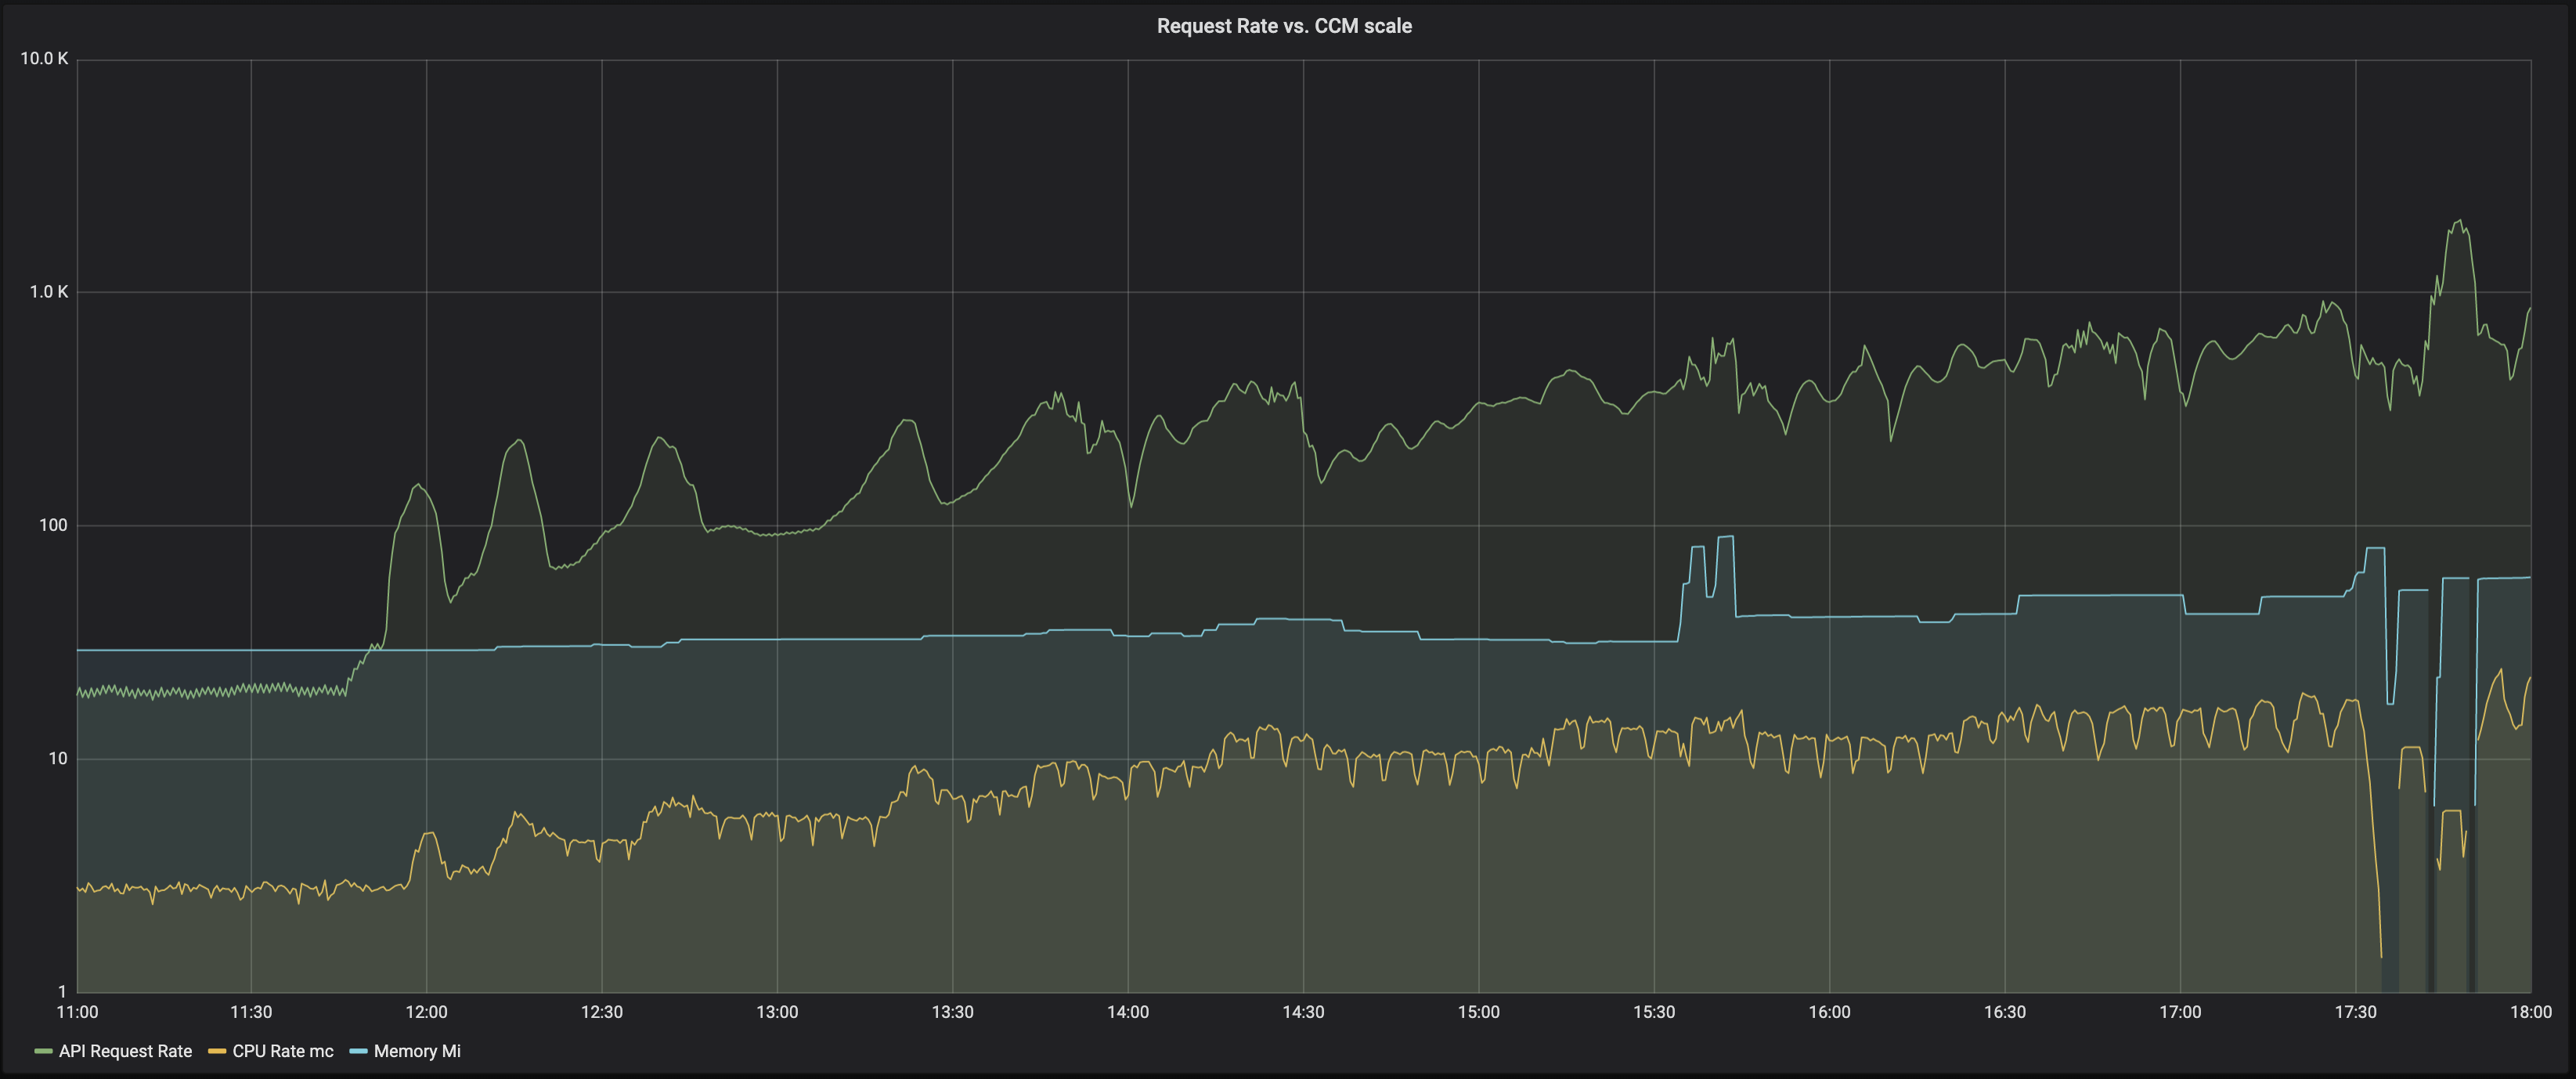 Request Rate vs. CCM scale
10.0 K
1.0 K
100
10
1
11:00 11:30 12:00 12:30 13:00 13:30 14:00 14:30 15:00 15:30 16:00 16:30 17:00 17:30 18:00
API Request Rate CPU Rate mc Memory Mi